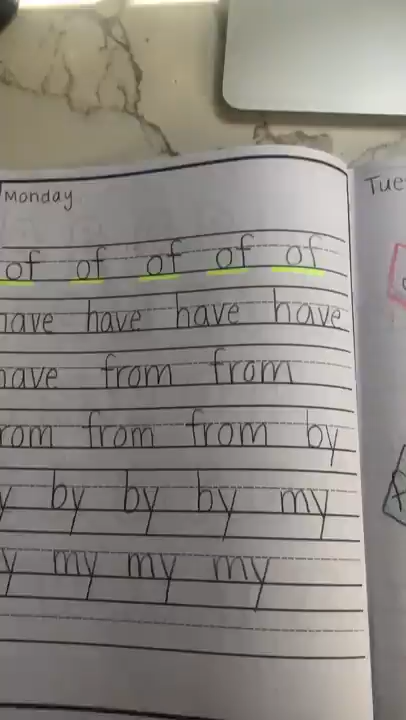 Monday
Tue
of of of of of
have have have have
have from from
from from from by
by by by my
my my my